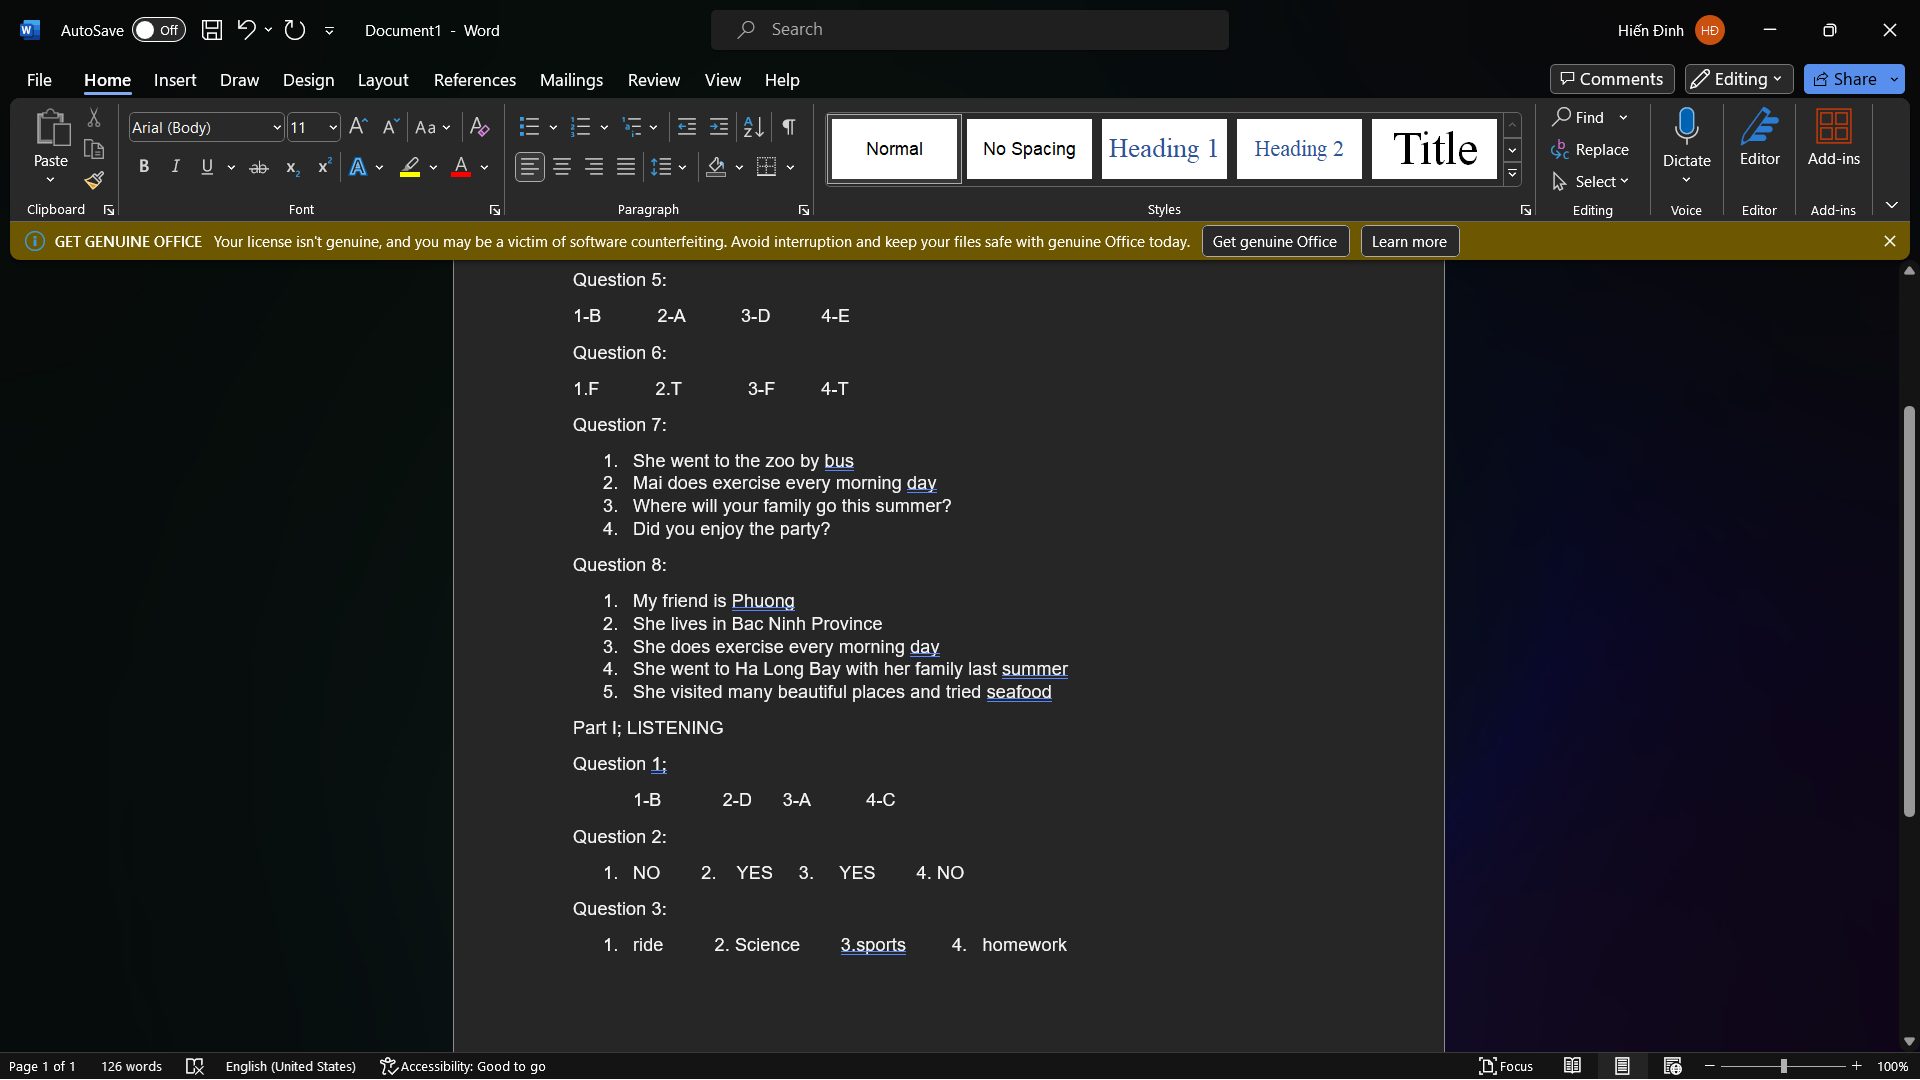 AutoSave Off Document1 - Word Search Hiến Đinh HĐ
File Home Insert Draw Design Layout References Mailings Review View Help Comments Editing Share
Paste Arial (Body) 11 Aa Normal No Spacing Heading 1 Heading 2 Title Find Replace Select Dictate Editor Add-ins
Clipboard Font Paragraph Styles Editing Voice Editor Add-ins
GET GENUINE OFFICE Your license isn't genuine, and you may be a victim of software counterfeiting. Avoid interruption and keep your files safe with genuine Office today. Get genuine Office Learn more
Question 5:
1-B 2-A 3-D 4-E
Question 6:
1.F 2.T 3-F 4-T
Question 7:
1. She went to the zoo by bus
2. Mai does exercise every morning day
3. Where will your family go this summer?
4. Did you enjoy the party?
Question 8:
1. My friend is Phuong
2. She lives in Bac Ninh Province
3. She does exercise every morning day
4. She went to Ha Long Bay with her family last summer
5. She visited many beautiful places and tried seafood
Part I; LISTENING
Question 1;
1-B 2-D 3-A 4-C
Question 2:
1. NO 2. YES 3. YES 4. NO
Question 3:
1. ride 2. Science 3.sports 4. homework
Page 1 of 1 126 words English (United States) Accessibility: Good to go Focus 100%